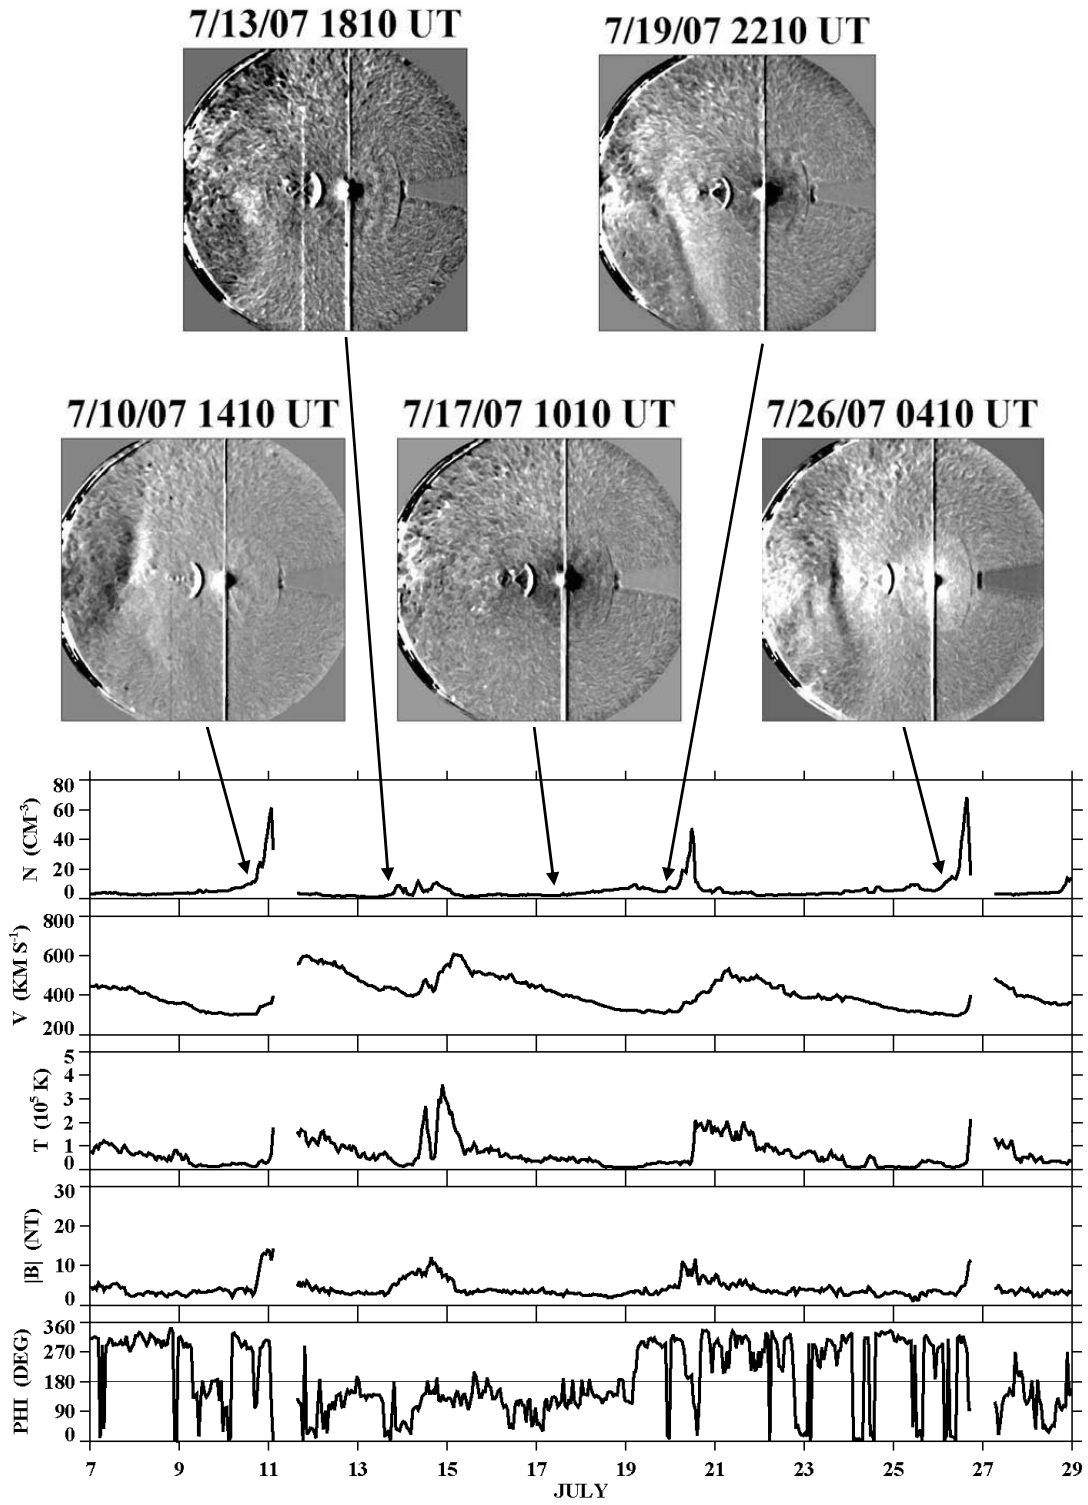 7/13/07 1810 UT
7/19/07 2210 UT
7/10/07 1410 UT
7/17/07 1010 UT
7/26/07 0410 UT
N (CM⁻³)
80
60
40
20
0
V (KM S⁻¹)
800
600
400
200
T (10⁵ K)
5
4
3
2
1
0
|B| (NT)
30
20
10
0
PHI (DEG)
360
270
180
90
0
7 9 11 13 15 17 19 21 23 25 27 29
JULY